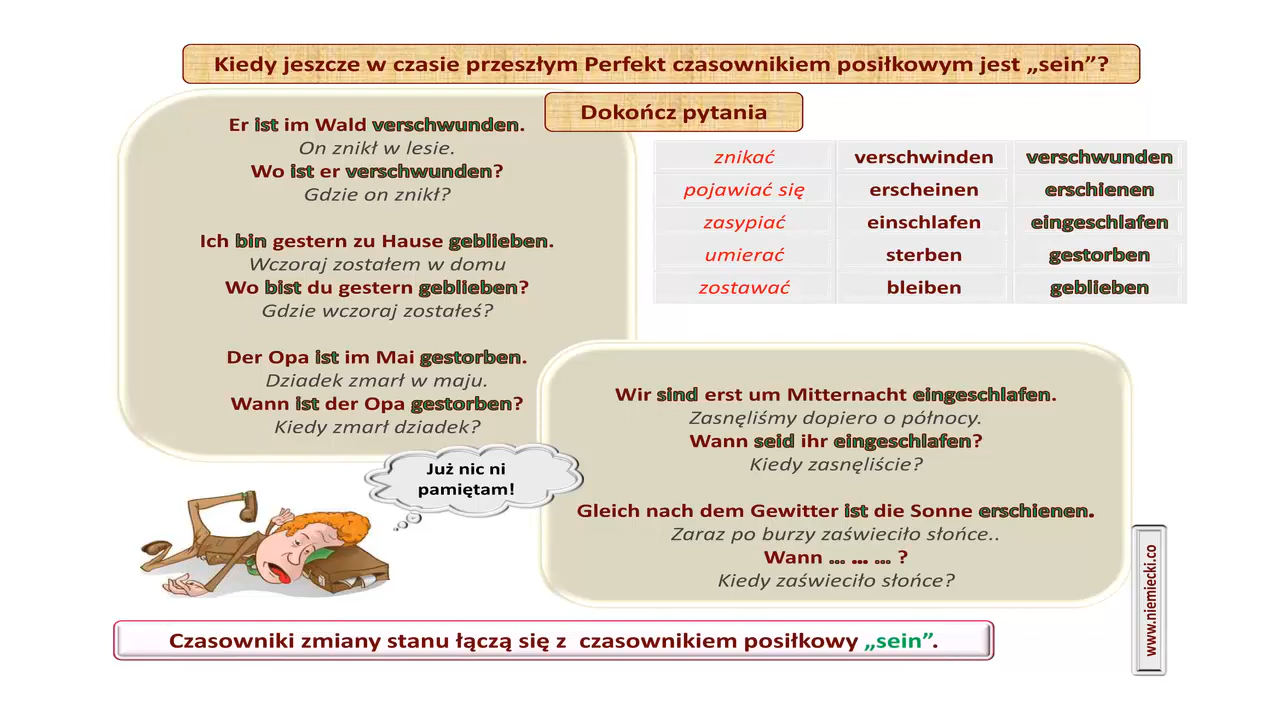 Kiedy jeszcze w czasie przeszłym Perfekt czasownikiem posiłkowym jest „sein”?
Dokończ pytania
Er ist im Wald verschwunden.
On znikł w lesie.
Wo ist er verschwunden?
Gdzie on znikł?
Ich bin gestern zu Hause geblieben.
Wczoraj zostałem w domu
Wo bist du gestern geblieben?
Gdzie wczoraj zostałeś?
Der Opa ist im Mai gestorben.
Dziadek zmarł w maju.
Wann ist der Opa gestorben?
Kiedy zmarł dziadek?
znikać verschwinden verschwunden
pojawiać się erscheinen erschienen
zasypiać einschlafen eingeschlafen
umierać sterben gestorben
zostawać bleiben geblieben
Wir sind erst um Mitternacht eingeschlafen.
Zasnęliśmy dopiero o północy.
Wann seid ihr eingeschlafen?
Kiedy zasnęliście?
Gleich nach dem Gewitter ist die Sonne erschienen.
Zaraz po burzy zaświeciło słońce..
Wann ... ... ... ?
Kiedy zaświeciło słońce?
Już nic ni
pamiętam!
Czasowniki zmiany stanu łączą się z czasownikiem posiłkowy „sein”.
www.niemiecki.co